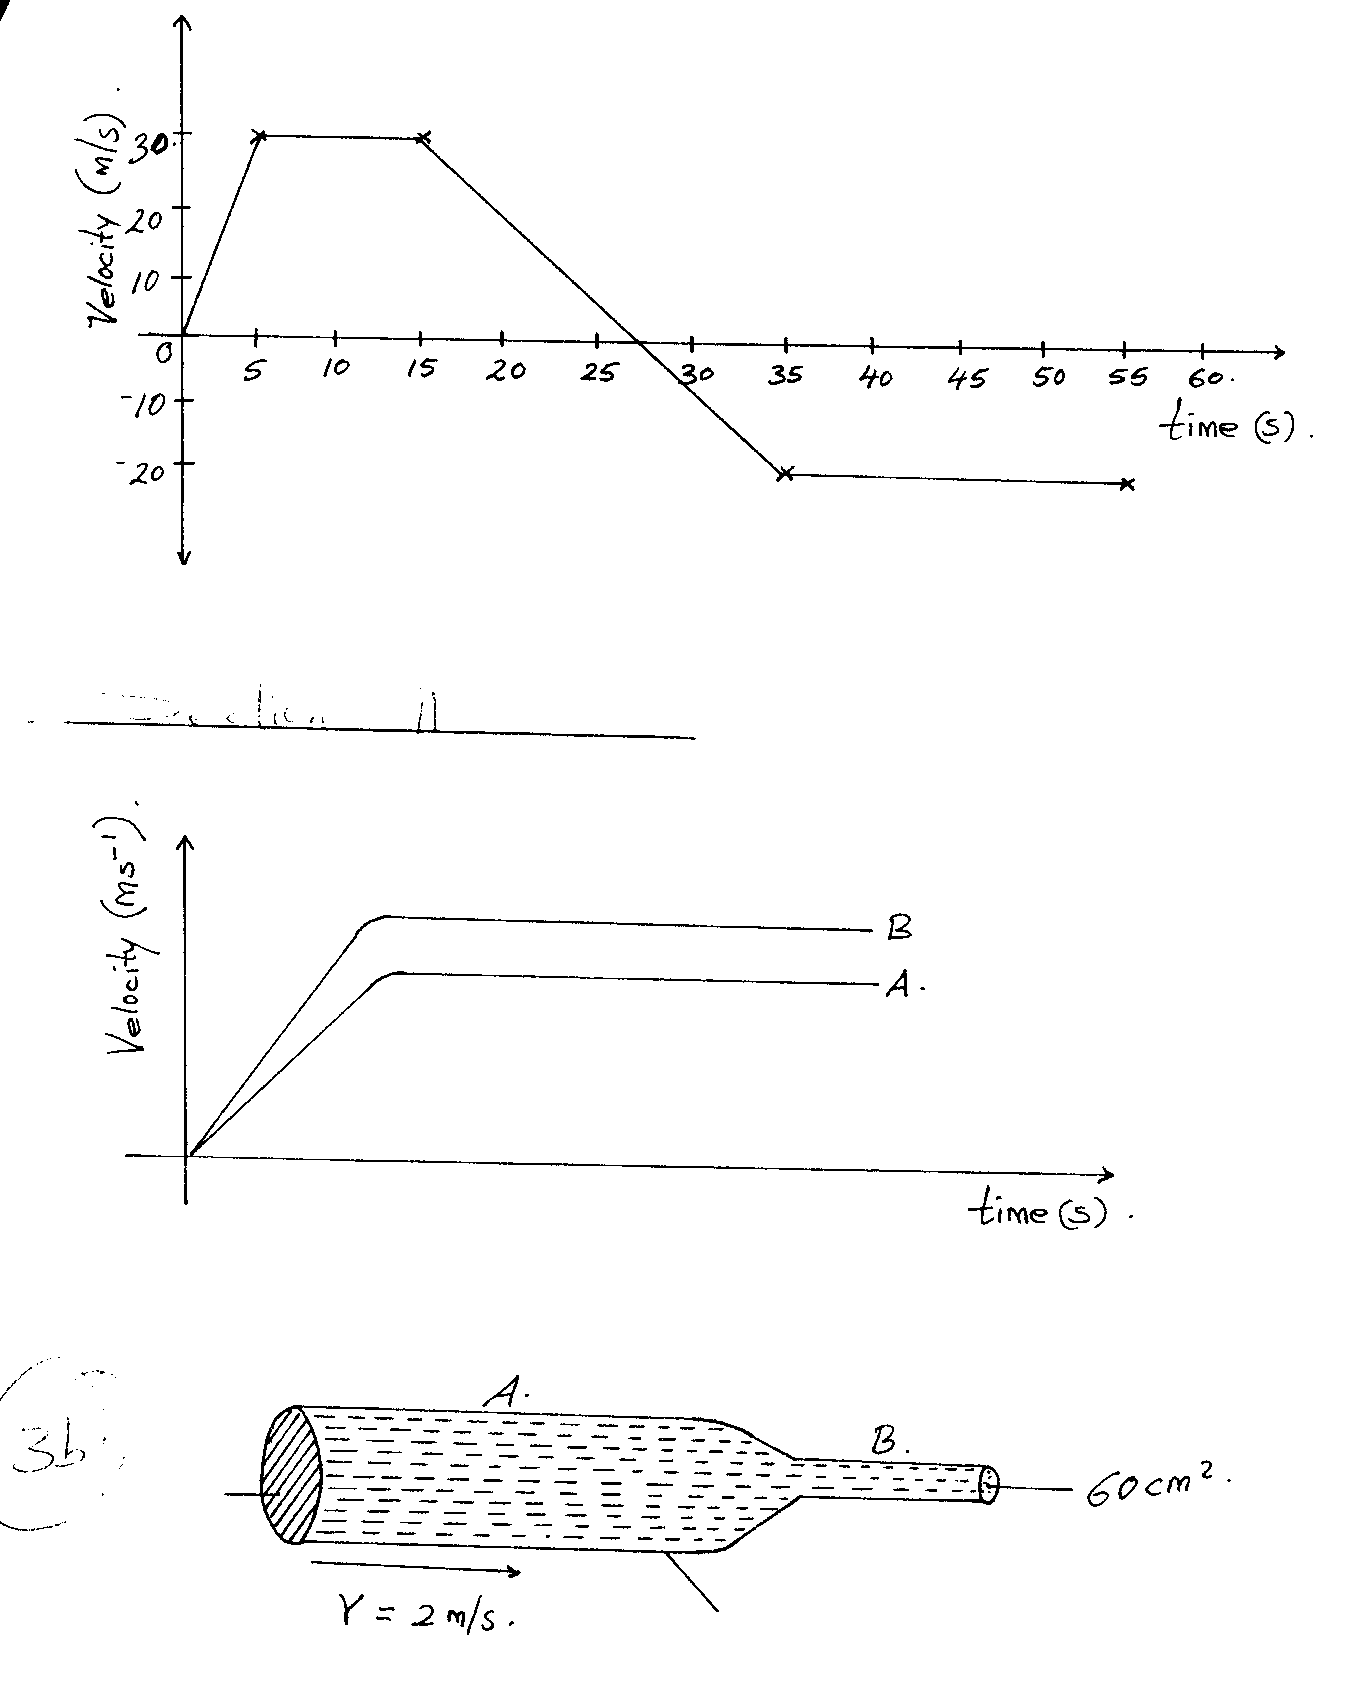 Velocity (m/s).
30
20
10
0
5 10 15 20 25 30 35 40 45 50 55 60.
-10
-20
time (s).
Velocity (ms⁻¹).
B
A.
time (s).
3b
A.
B.
60 cm².
V = 2 m/s.